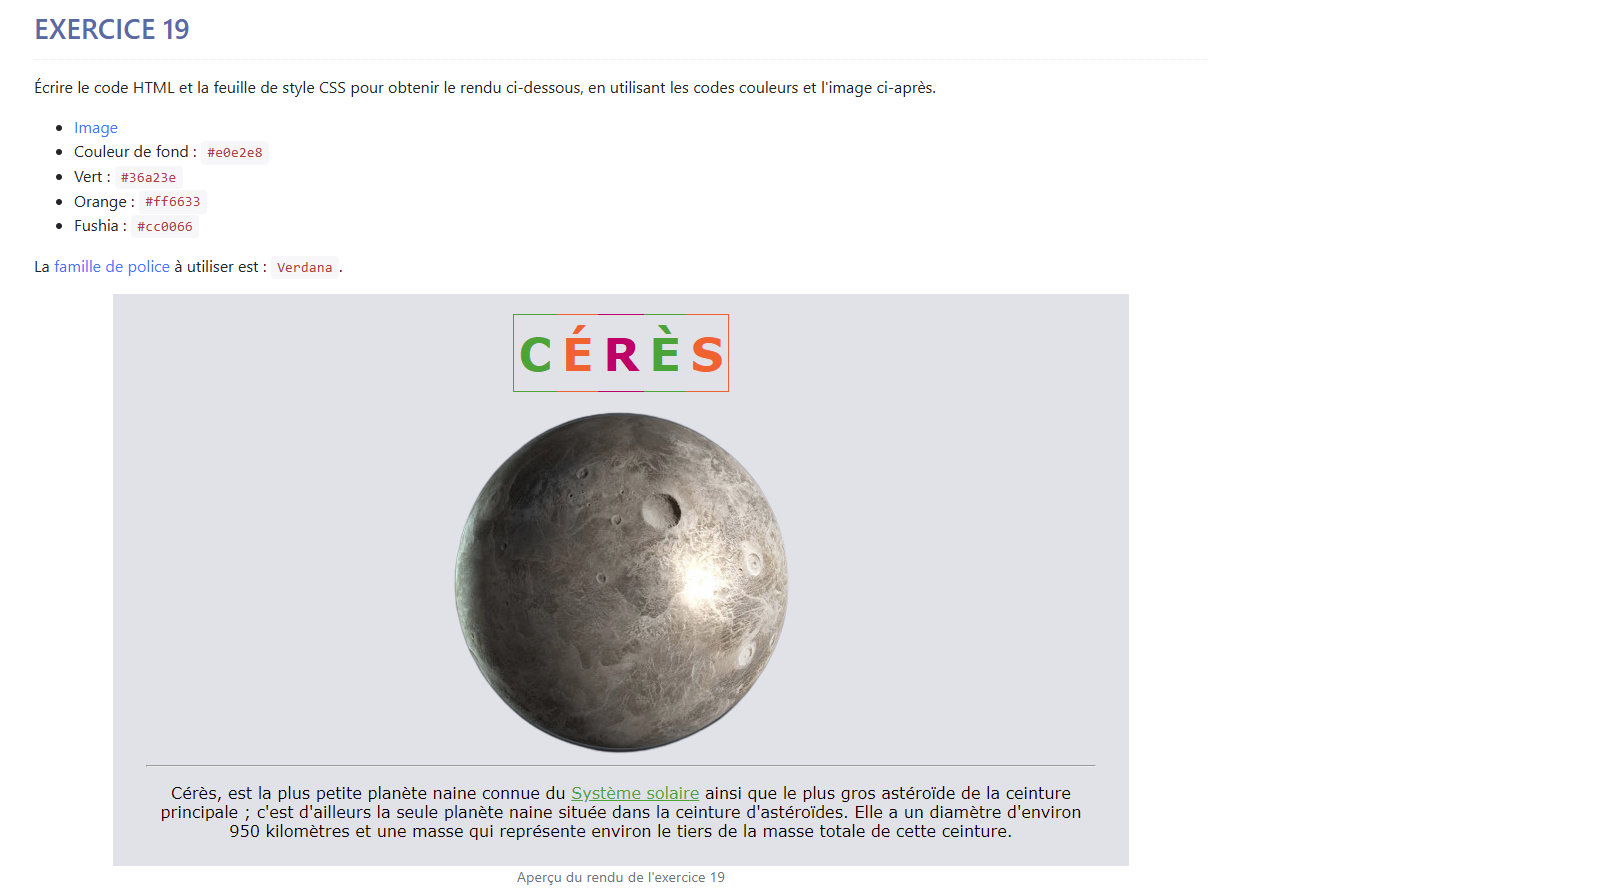 EXERCICE 19
Écrire le code HTML et la feuille de style CSS pour obtenir le rendu ci-dessous, en utilisant les codes couleurs et l'image ci-après.
Image
Couleur de fond : #e0e2e8
Vert : #36a23e
Orange : #ff6633
Fushia : #cc0066
La famille de police à utiliser est : Verdana.
CÉRÈS
Cérès, est la plus petite planète naine connue du Système solaire ainsi que le plus gros astéroïde de la ceinture
principale ; c'est d'ailleurs la seule planète naine située dans la ceinture d'astéroïdes. Elle a un diamètre d'environ
950 kilomètres et une masse qui représente environ le tiers de la masse totale de cette ceinture.
Aperçu du rendu de l'exercice 19